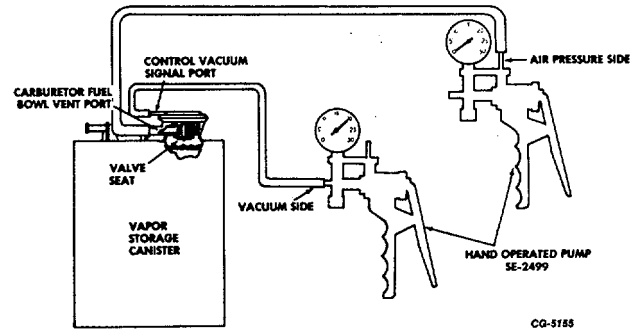 CONTROL VACUUM
SIGNAL PORT
CARBURETOR FUEL
BOWL VENT PORT
AIR PRESSURE SIDE
VALVE
SEAT
VACUUM SIDE
VAPOR
STORAGE
CANISTER
HAND OPERATED PUMP
SE-2499
CG-5155